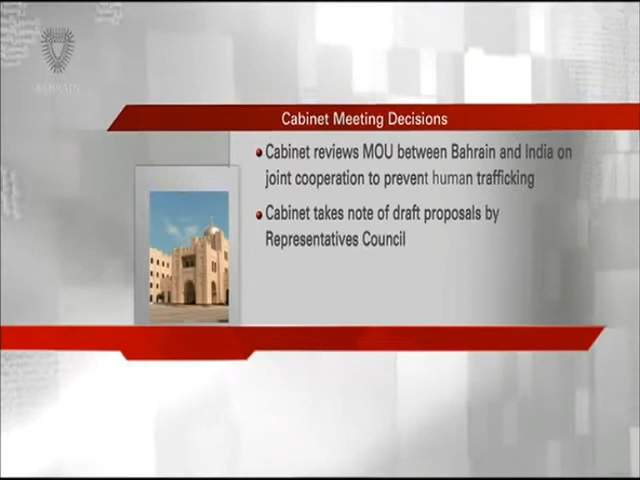 BAHRAIN
Cabinet Meeting Decisions
Cabinet reviews MOU between Bahrain and India on
joint cooperation to prevent human trafficking
Cabinet takes note of draft proposals by
Representatives Council